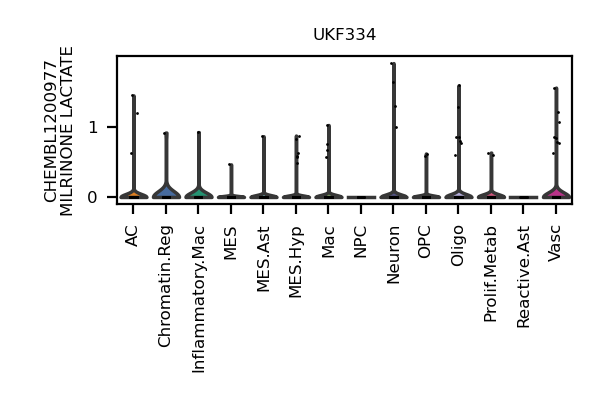 UKF334
CHEMBL1200977
MILRINONE LACTATE
1
0
AC
Chromatin.Reg
Inflammatory.Mac
MES
MES.Ast
MES.Hyp
Mac
NPC
Neuron
OPC
Oligo
Prolif.Metab
Reactive.Ast
Vasc